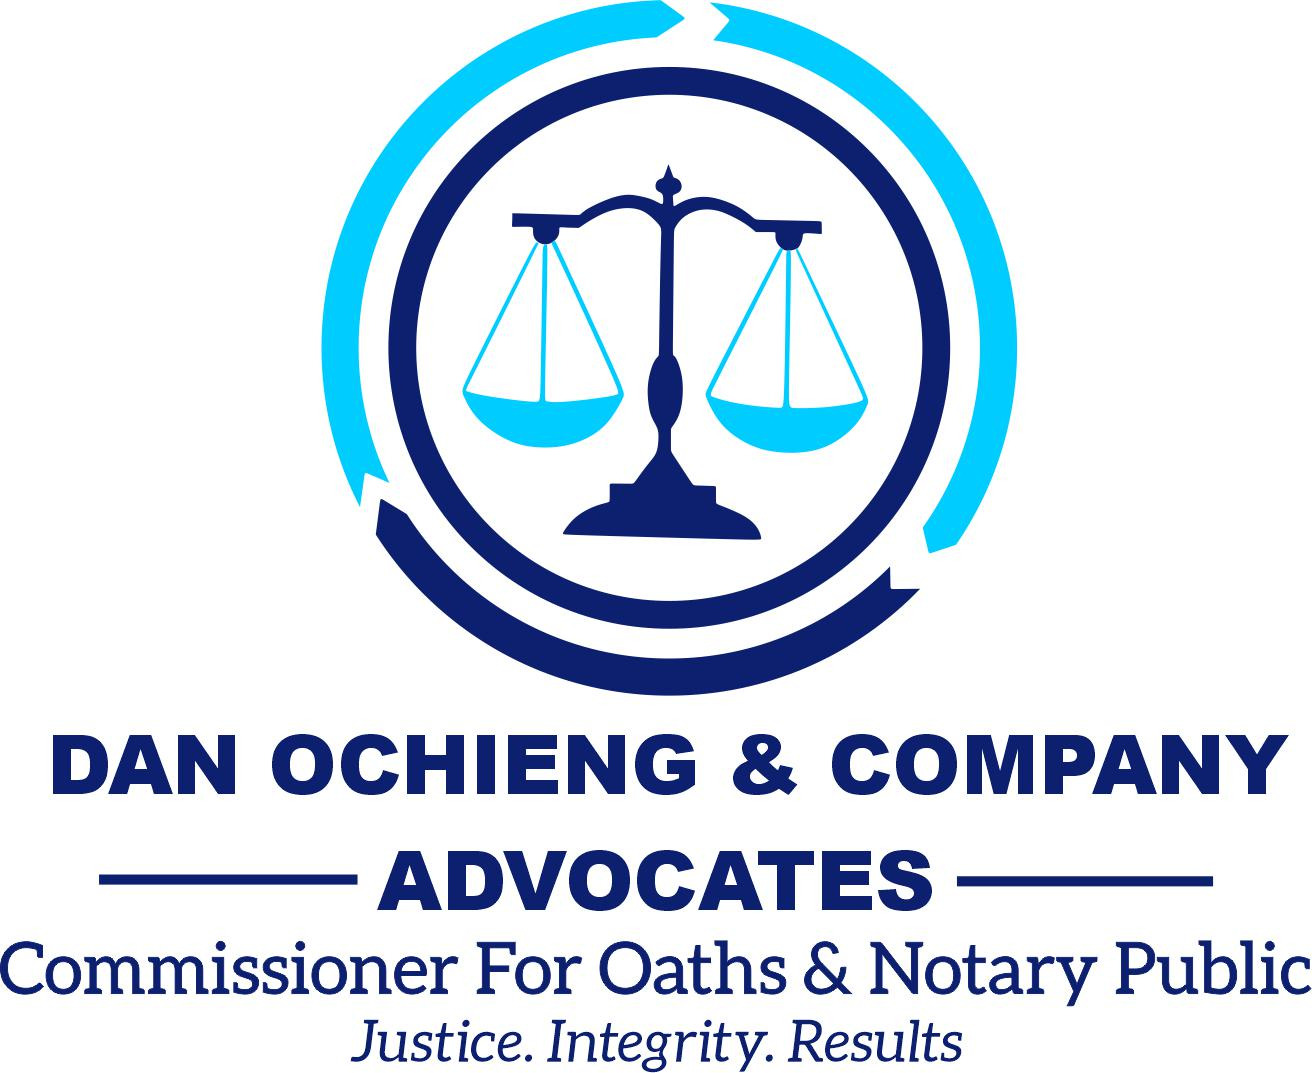 DAN OCHIENG & COMPANY
ADVOCATES
Commissioner For Oaths & Notary Public
Justice. Integrity. Results